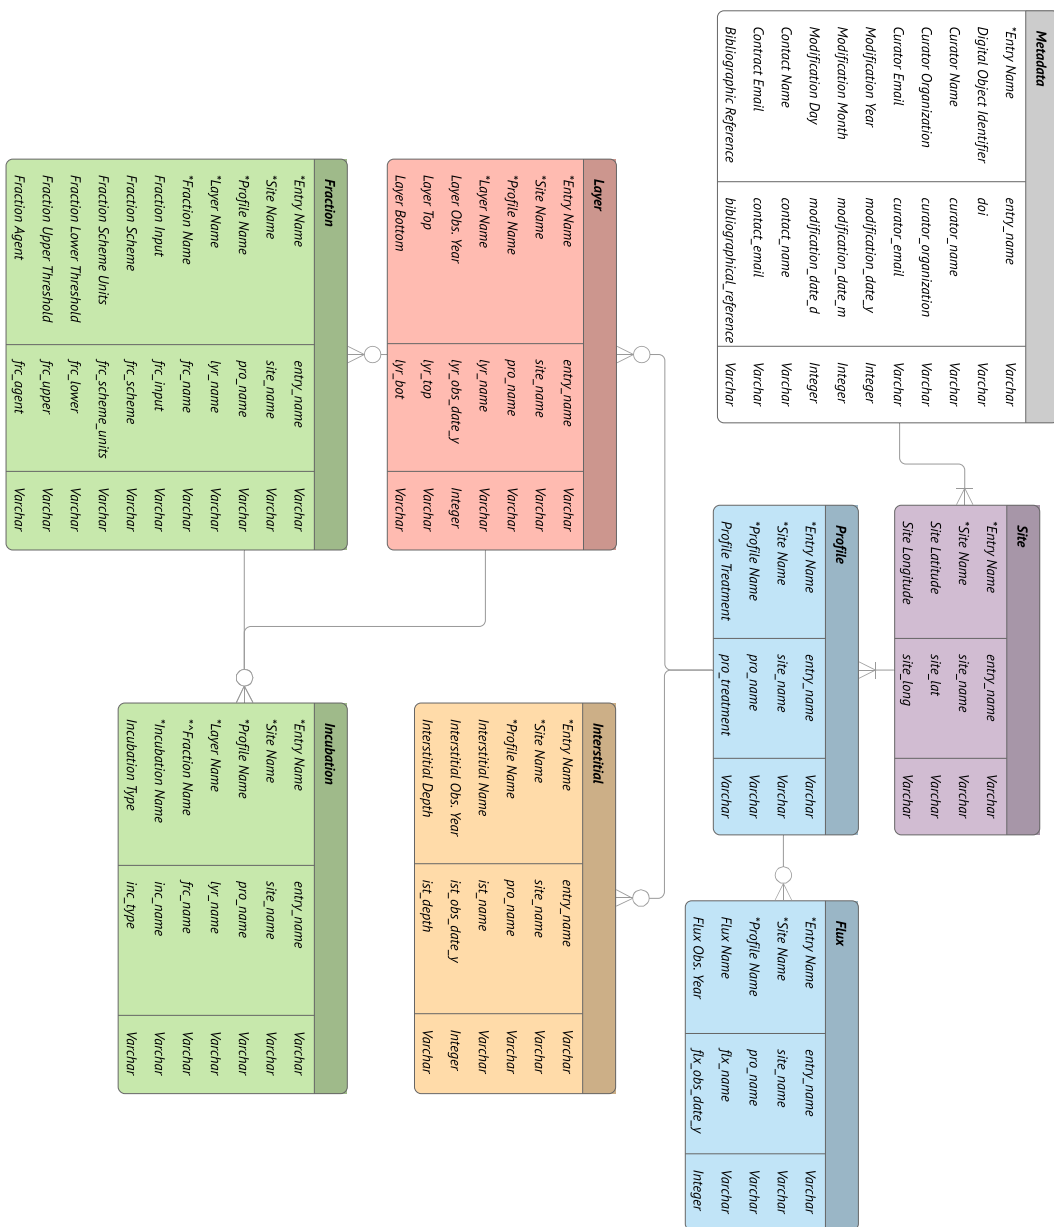 Metadata
*Entry Name entry_name Varchar
Digital Object Identifier doi Varchar
Curator Name curator_name Varchar
Curator Organization curator_organization Varchar
Curator Email curator_email Varchar
Modification Year modification_date_y Integer
Modification Month modification_date_m Integer
Modification Day modification_date_d Integer
Contact Name contact_name Varchar
Contract Email contact_email Varchar
Bibliographic Reference bibliographical_reference Varchar
Site
*Entry Name entry_name Varchar
*Site Name site_name Varchar
Site Latitude site_lat Varchar
Site Longitude site_long Varchar
Profile
*Entry Name entry_name Varchar
*Site Name site_name Varchar
*Profile Name pro_name Varchar
Profile Treatment pro_treatment Varchar
Flux
*Entry Name entry_name Varchar
*Site Name site_name Varchar
*Profile Name pro_name Varchar
Flux Name flx_name Varchar
Flux Obs. Year flx_obs_date_y Integer
Layer
*Entry Name entry_name Varchar
*Site Name site_name Varchar
*Profile Name pro_name Varchar
*Layer Name lyr_name Varchar
Layer Obs. Year lyr_obs_date_y Integer
Layer Top lyr_top Varchar
Layer Bottom lyr_bot Varchar
Interstitial
*Entry Name entry_name Varchar
*Site Name site_name Varchar
*Profile Name pro_name Varchar
Interstitial Name ist_name Varchar
Interstitial Obs. Year ist_obs_date_y Integer
Interstitial Depth ist_depth Varchar
Fraction
*Entry Name entry_name Varchar
*Site Name site_name Varchar
*Profile Name pro_name Varchar
*Layer Name lyr_name Varchar
*Fraction Name frc_name Varchar
Fraction Input frc_input Varchar
Fraction Scheme frc_scheme Varchar
Fraction Scheme Units frc_scheme_units Varchar
Fraction Lower Threshold frc_lower Varchar
Fraction Upper Threshold frc_upper Varchar
Fraction Agent frc_agent Varchar
Incubation
*Entry Name entry_name Varchar
*Site Name site_name Varchar
*Profile Name pro_name Varchar
*Layer Name lyr_name Varchar
*^Fraction Name frc_name Varchar
*Incubation Name inc_name Varchar
Incubation Type inc_type Varchar